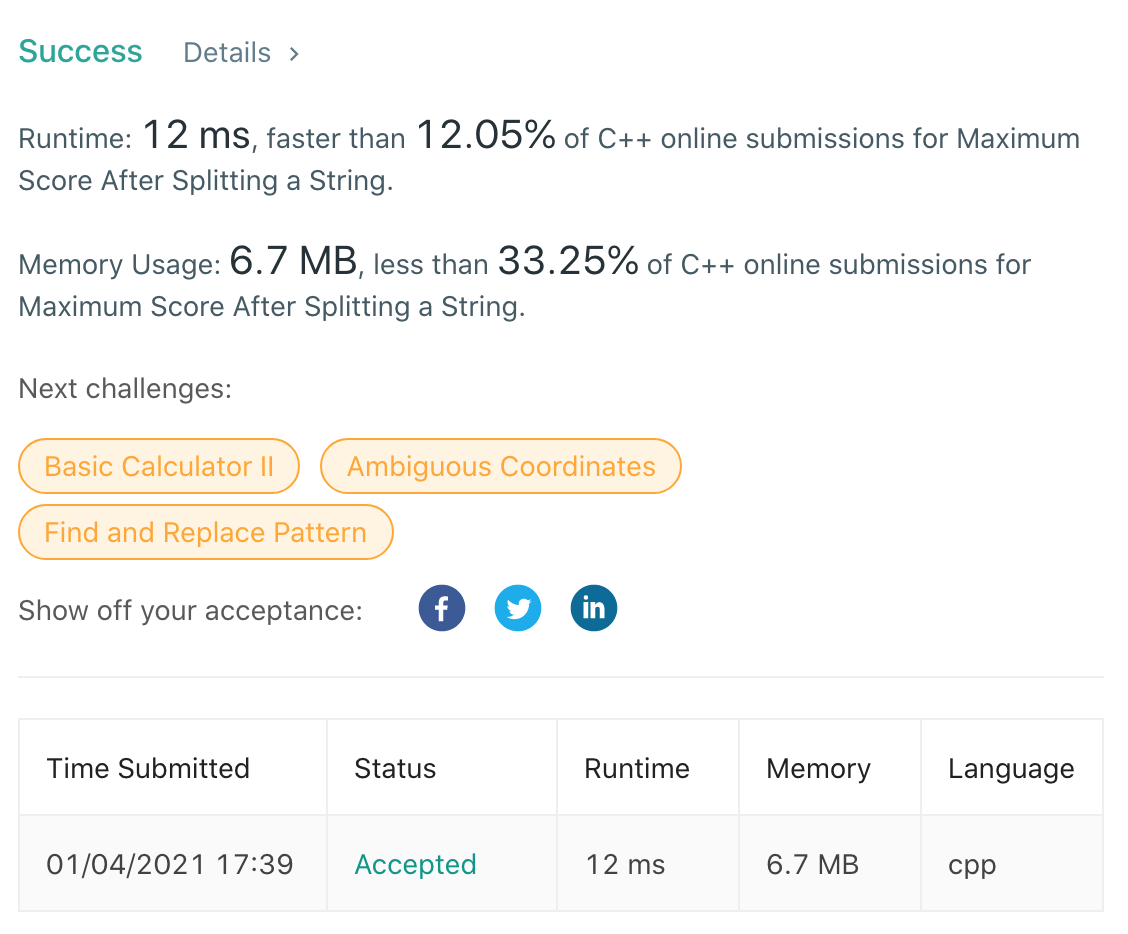 Success Details >
Runtime: 12 ms, faster than 12.05% of C++ online submissions for Maximum
Score After Splitting a String.
Memory Usage: 6.7 MB, less than 33.25% of C++ online submissions for
Maximum Score After Splitting a String.
Next challenges:
Basic Calculator II Ambiguous Coordinates
Find and Replace Pattern
Show off your acceptance: f in
Time Submitted Status Runtime Memory Language
01/04/2021 17:39 Accepted 12 ms 6.7 MB cpp